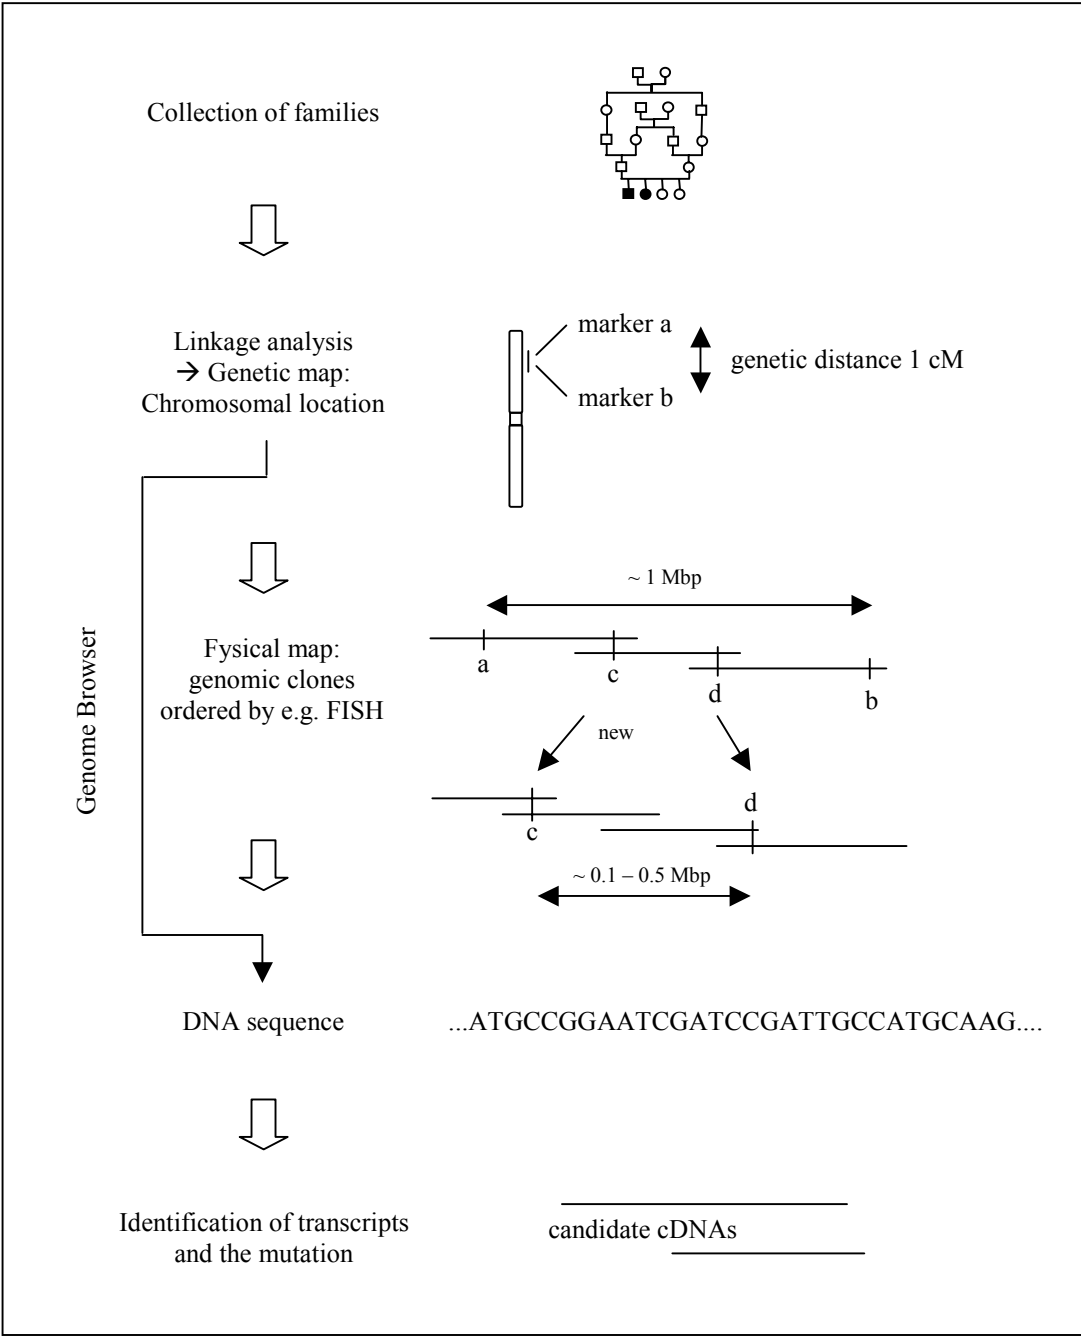 Collection of families
Linkage analysis
→ Genetic map:
Chromosomal location
marker a
marker b
genetic distance 1 cM
Genome Browser
Fysical map:
genomic clones
ordered by e.g. FISH
~ 1 Mbp
a
c
d
b
new
c
d
~ 0.1 – 0.5 Mbp
DNA sequence
...ATGCCGGAATCGATCCGATTGCCATGCAAG....
Identification of transcripts
and the mutation
candidate cDNAs